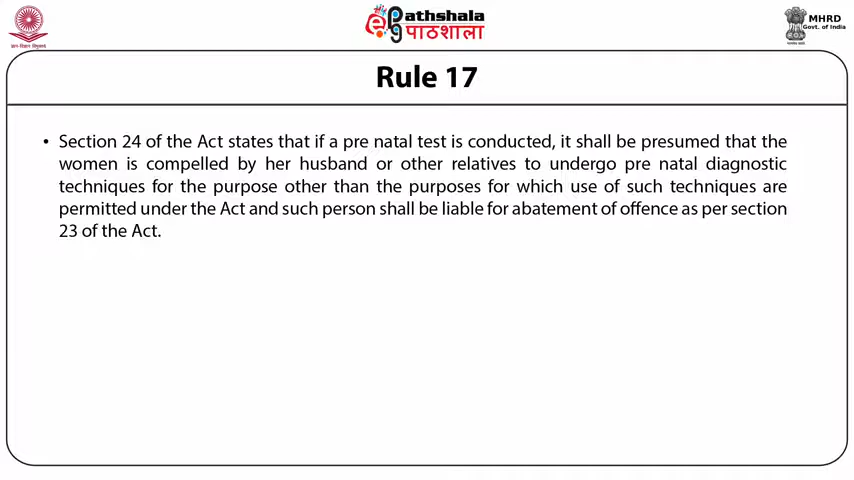 ePathshala
पाठशाला
MHRD
Govt. of India
Rule 17
• Section 24 of the Act states that if a pre natal test is conducted, it shall be presumed that the
women is compelled by her husband or other relatives to undergo pre natal diagnostic
techniques for the purpose other than the purposes for which use of such techniques are
permitted under the Act and such person shall be liable for abatement of offence as per section
23 of the Act.